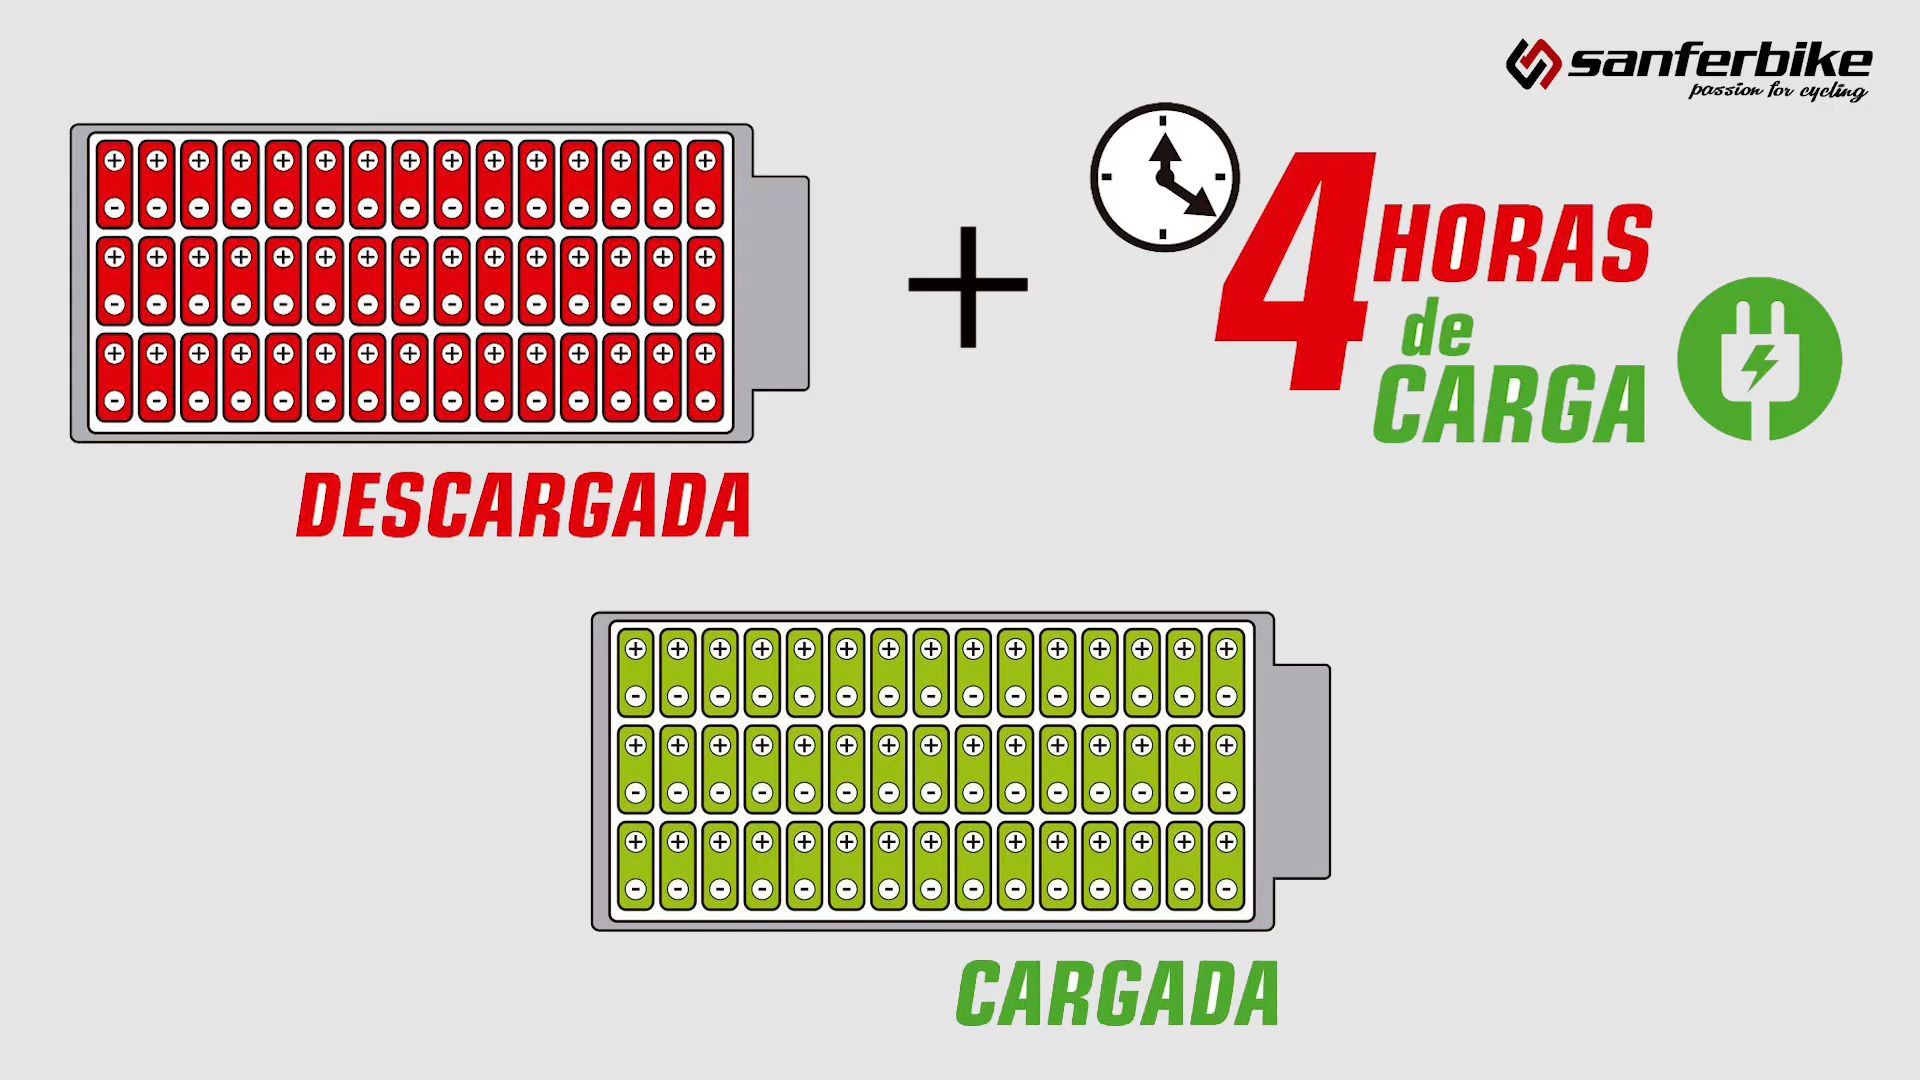 sanferbike
passion for cycling
4 HORAS
de
CARGA
DESCARGADA
CARGADA